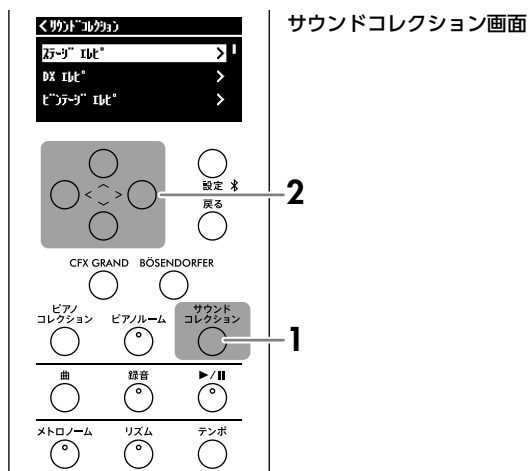 サウンドコレクション画面
< ｻｳﾝﾄﾞｺﾚｸｼｮﾝ
ｽﾃｰｼﾞ ｴﾚﾋﾟ >
DX ｴﾚﾋﾟ >
ﾋﾞﾝﾃｰｼﾞ ｴﾚﾋﾟ >
設定
2
戻る
CFX GRAND BÖSENDORFER
ピアノ
コレクション
ピアノルーム
サウンド
コレクション
1
曲 録音 ▶/❚❚
メトロノーム リズム テンポ